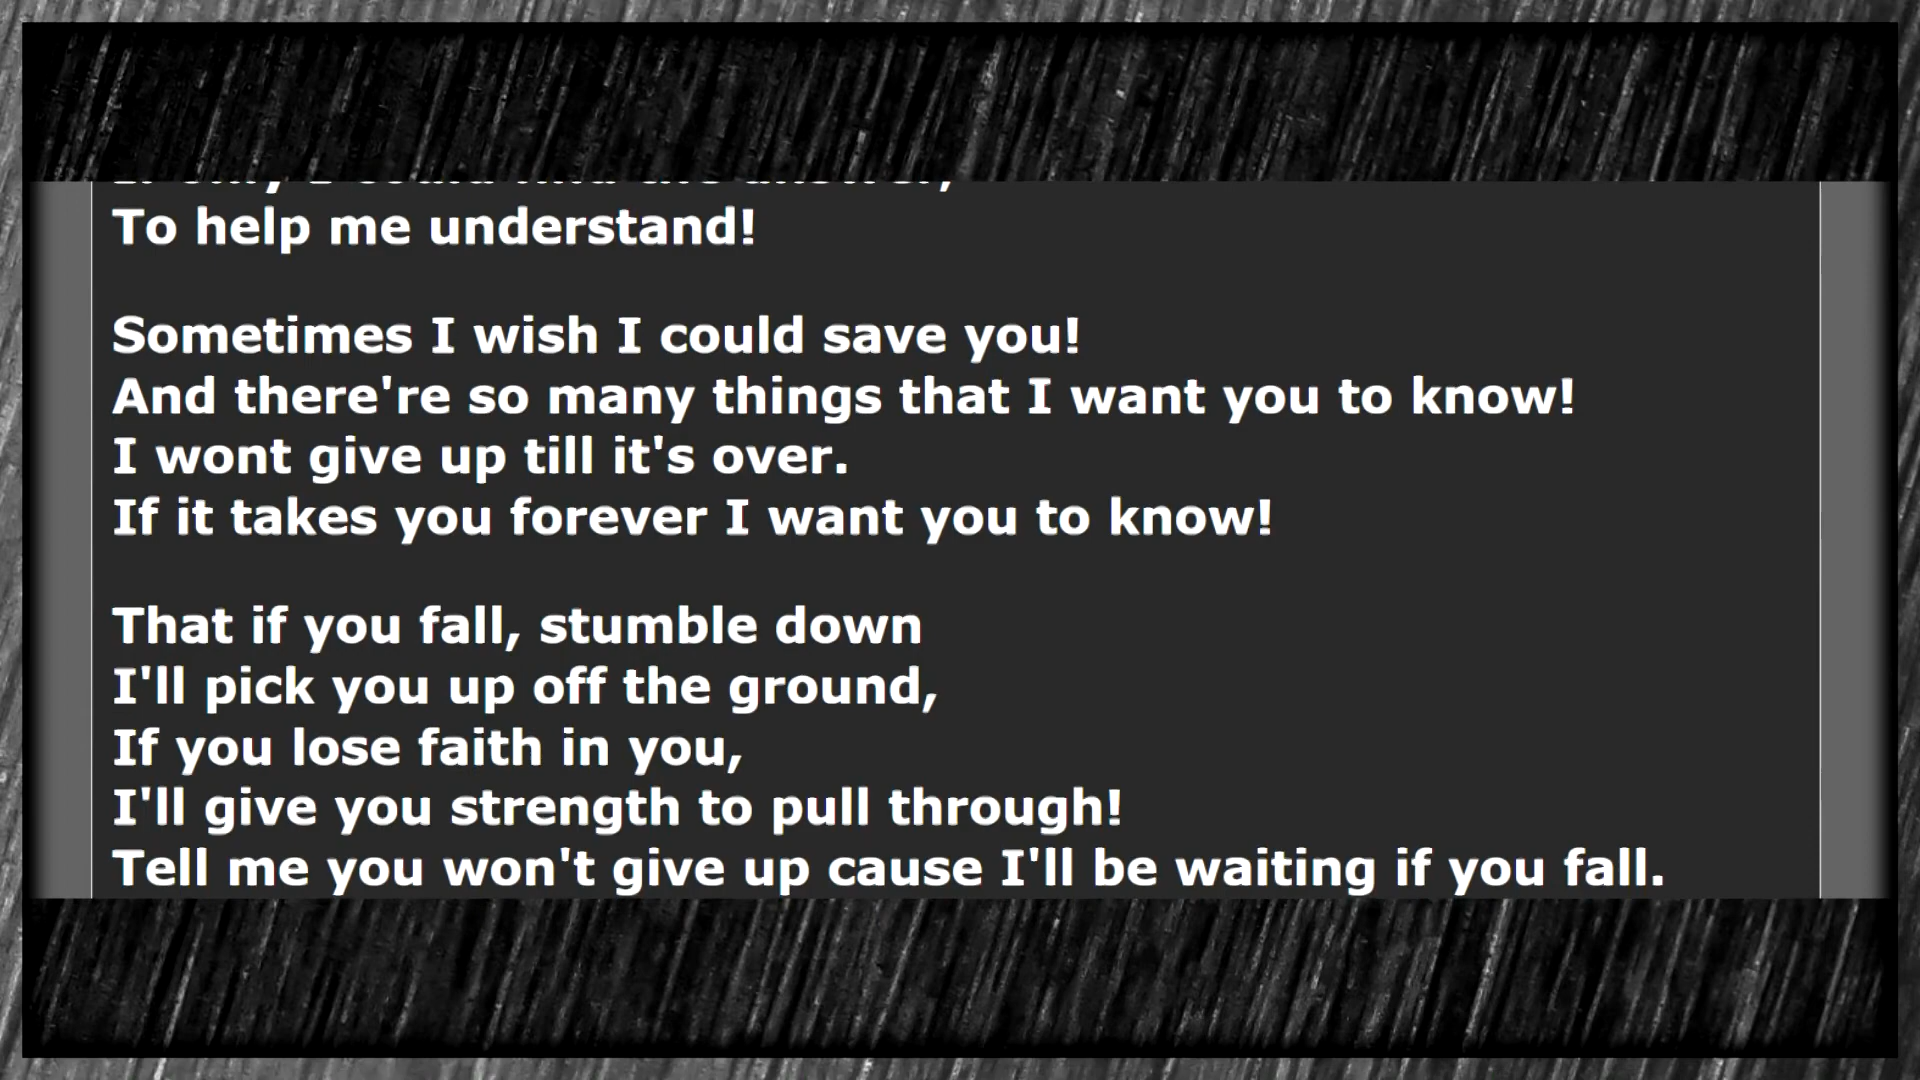 To help me understand!
Sometimes I wish I could save you!
And there're so many things that I want you to know!
I wont give up till it's over.
If it takes you forever I want you to know!
That if you fall, stumble down
I'll pick you up off the ground,
If you lose faith in you,
I'll give you strength to pull through!
Tell me you won't give up cause I'll be waiting if you fall.